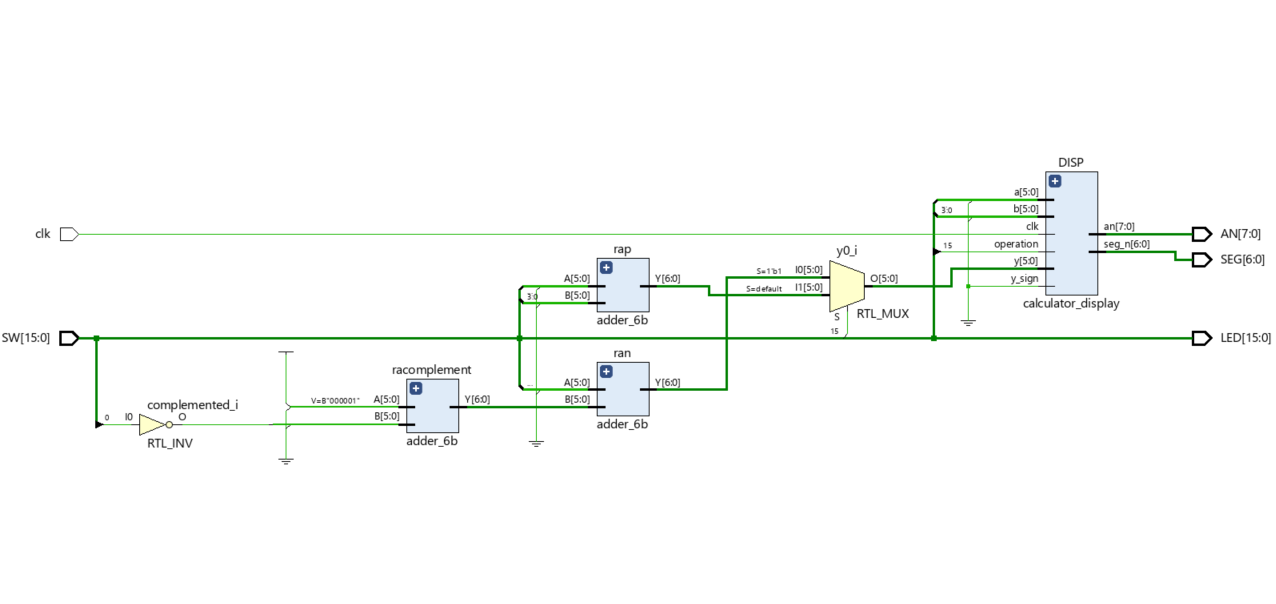 DISP
a[5:0]
3:0
b[5:0]
clk
clk
an[7:0]
AN[7:0]
15
operation
seg_n[6:0]
SEG[6:0]
y[5:0]
y_sign
calculator_display
rap
A[5:0]
3:0
B[5:0]
Y[6:0]
adder_6b
y0_i
S=1'b1
I0[5:0]
S=default
I1[5:0]
O[5:0]
S
15
RTL_MUX
SW[15:0]
LED[15:0]
ran
A[5:0]
...
B[5:0]
Y[6:0]
adder_6b
racomplement
V=B"000001"
A[5:0]
B[5:0]
Y[6:0]
adder_6b
complemented_i
0
I0
O
RTL_INV